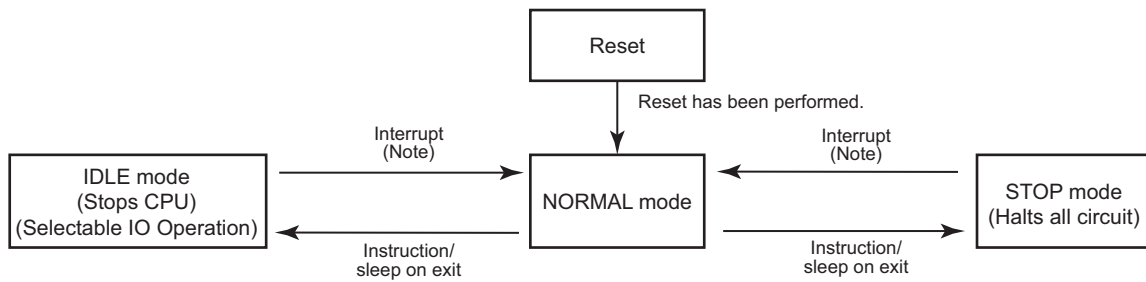 Reset
Reset has been performed.
Interrupt
(Note)
Interrupt
(Note)
IDLE mode
(Stops CPU)
(Selectable IO Operation)
NORMAL mode
STOP mode
(Halts all circuit)
Instruction/
sleep on exit
Instruction/
sleep on exit